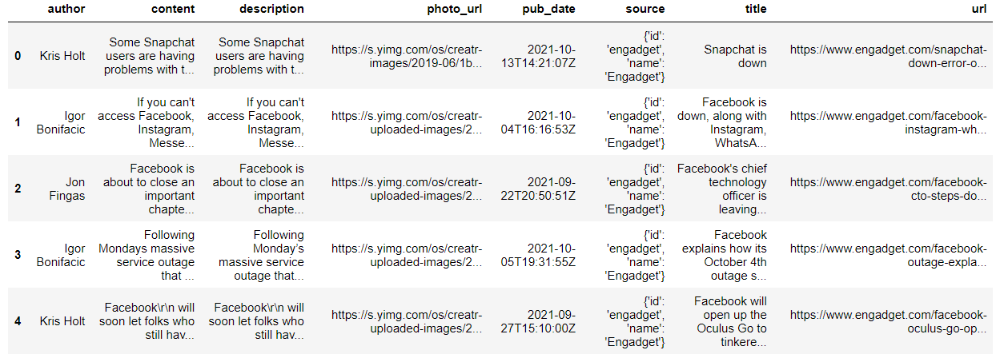 author content description photo_url pub_date source title url
0
Kris Holt
Some Snapchat
users are having
problems with t...
Some Snapchat
users are having
problems with t...
https://s.yimg.com/os/creatr-
images/2019-06/1b...
2021-10-
13T14:21:07Z
{'id':
'engadget',
'name':
'Engadget'}
Snapchat is
down
https://www.engadget.com/snapchat-
down-error-o...
1
Igor
Bonifacic
If you can't
access Facebook,
Instagram,
Messe...
If you can't
access Facebook,
Instagram,
Messe...
https://s.yimg.com/os/creatr-
uploaded-images/2...
2021-10-
04T16:16:53Z
{'id':
'engadget',
'name':
'Engadget'}
Facebook is
down, along with
Instagram,
WhatsA...
https://www.engadget.com/facebook-
instagram-wh...
2
Jon
Fingas
Facebook is
about to close an
important
chapte...
Facebook is
about to close an
important
chapte...
https://s.yimg.com/os/creatr-
uploaded-images/2...
2021-09-
22T20:50:51Z
{'id':
'engadget',
'name':
'Engadget'}
Facebook's chief
technology
officer is
leaving...
https://www.engadget.com/facebook-
cto-steps-do...
3
Igor
Bonifacic
Following
Mondays massive
service outage
that ...
Following
Monday’s
massive service
outage that...
https://s.yimg.com/os/creatr-
uploaded-images/2...
2021-10-
05T19:31:55Z
{'id':
'engadget',
'name':
'Engadget'}
Facebook
explains how its
October 4th
outage s...
https://www.engadget.com/facebook-
outage-expla...
4
Kris Holt
Facebook\r\n will
soon let folks who
still hav...
Facebook\r\n will
soon let folks who
still hav...
https://s.yimg.com/os/creatr-
uploaded-images/2...
2021-09-
27T15:10:00Z
{'id':
'engadget',
'name':
'Engadget'}
Facebook will
open up the
Oculus Go to
tinkere...
https://www.engadget.com/facebook-
oculus-go-op...